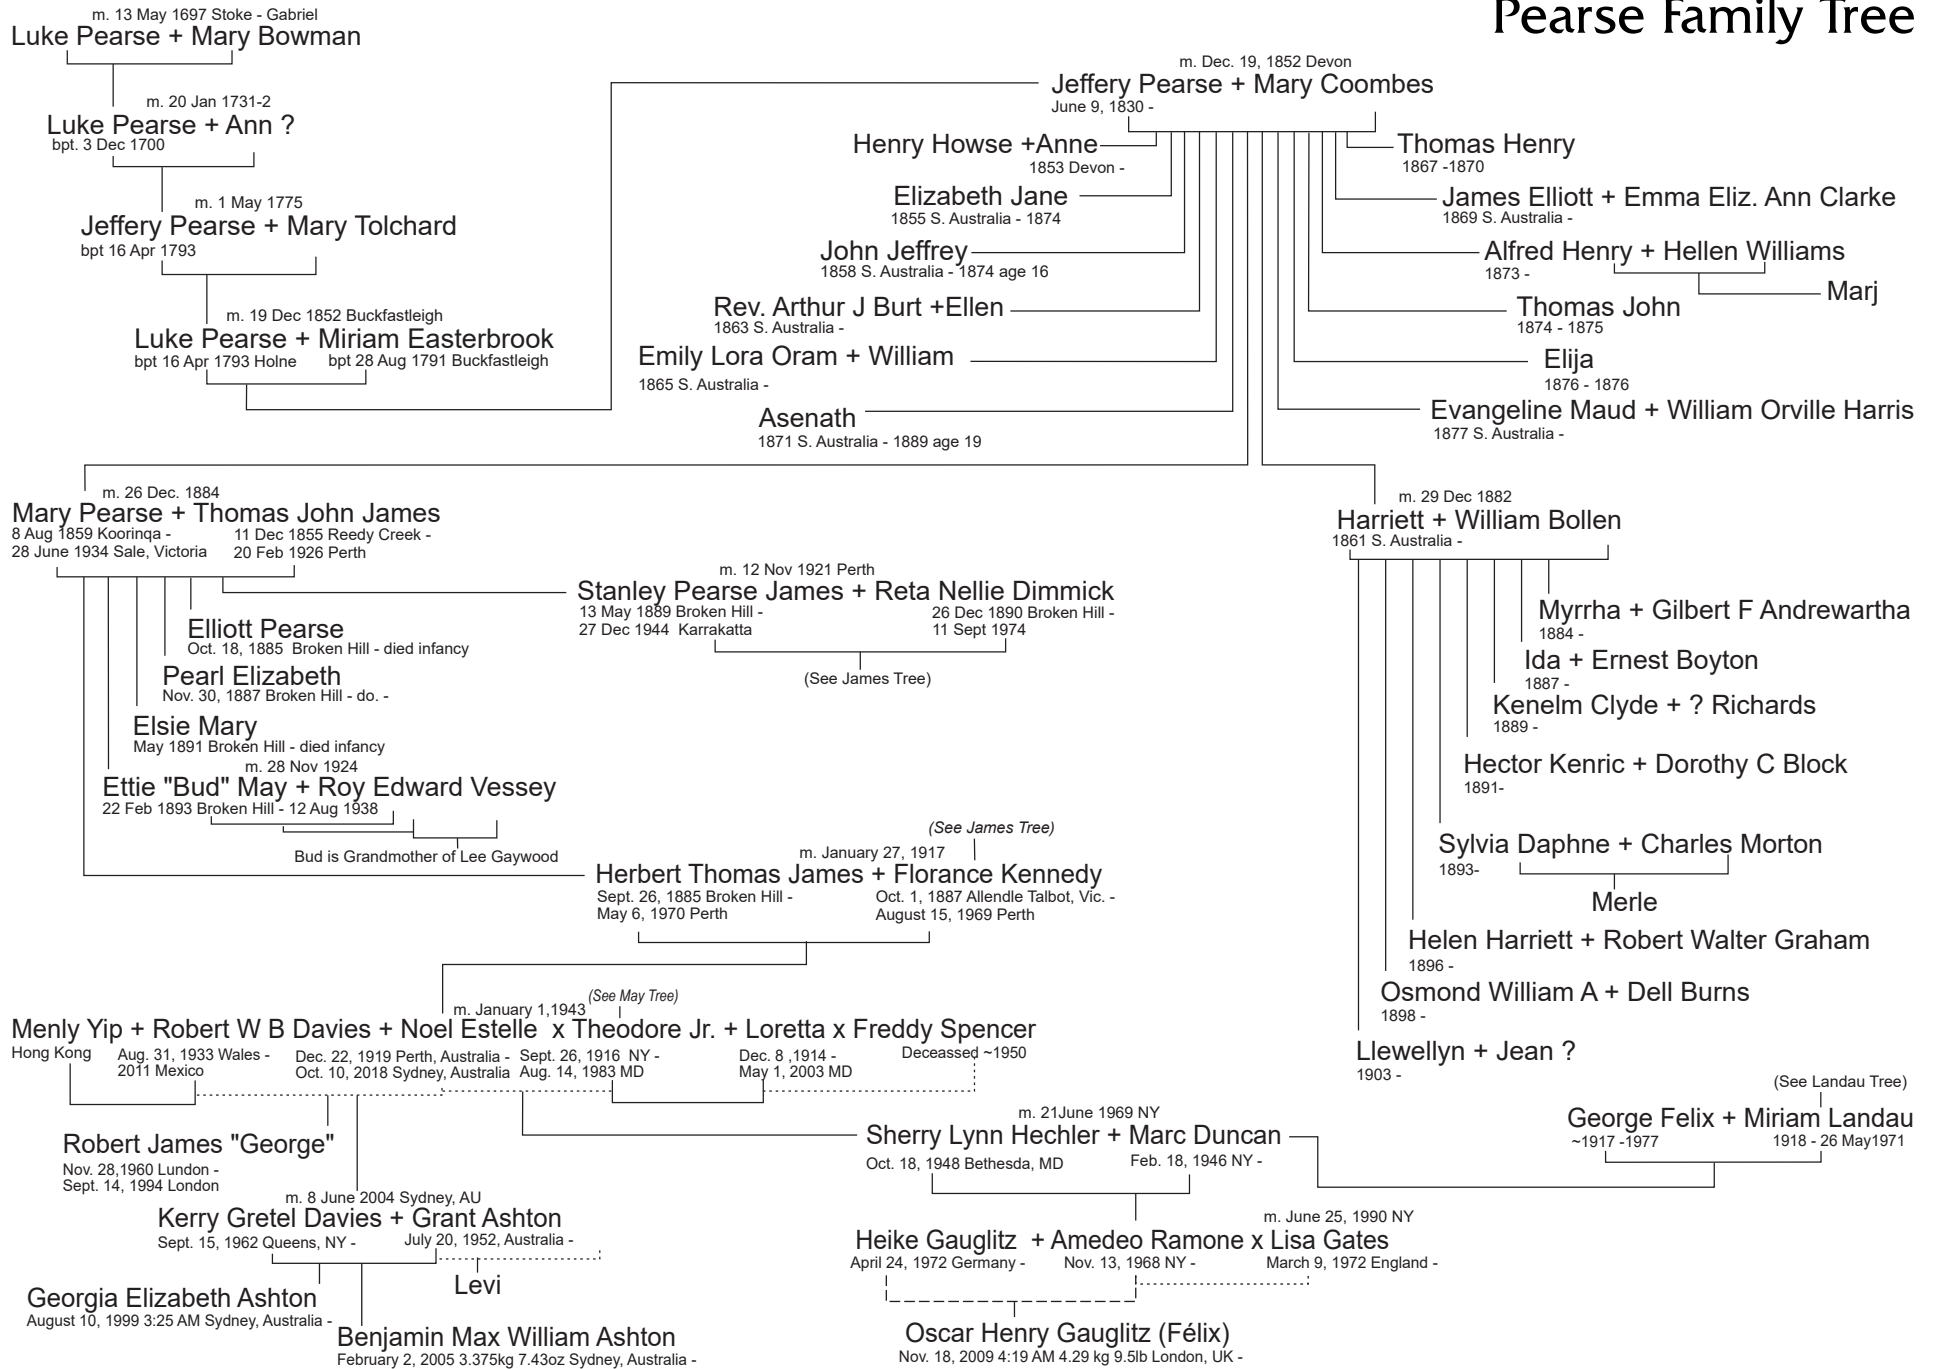 Pearse Family Tree
m. 13 May 1697 Stoke - Gabriel
Luke Pearse + Mary Bowman
m. 20 Jan 1731-2
Luke Pearse + Ann ?
bpt. 3 Dec 1700
m. 1 May 1775
Jeffery Pearse + Mary Tolchard
bpt 16 Apr 1793
m. 19 Dec 1852 Buckfastleigh
Luke Pearse + Miriam Easterbrook
bpt 16 Apr 1793 Holne bpt 28 Aug 1791 Buckfastleigh
m. Dec. 19, 1852 Devon
Jeffery Pearse + Mary Coombes
June 9, 1830 -
Henry Howse +Anne
1853 Devon -
Elizabeth Jane
1855 S. Australia - 1874
John Jeffrey
1858 S. Australia - 1874 age 16
Rev. Arthur J Burt +Ellen
1863 S. Australia -
Emily Lora Oram + William
1865 S. Australia -
Asenath
1871 S. Australia - 1889 age 19
Thomas Henry
1867 -1870
James Elliott + Emma Eliz. Ann Clarke
1869 S. Australia -
Alfred Henry + Hellen Williams
1873 -
Marj
Thomas John
1874 - 1875
Elija
1876 - 1876
Evangeline Maud + William Orville Harris
1877 S. Australia -
m. 26 Dec. 1884
Mary Pearse + Thomas John James
8 Aug 1859 Koorinqa - 11 Dec 1855 Reedy Creek -
28 June 1934 Sale, Victoria 20 Feb 1926 Perth
m. 12 Nov 1921 Perth
Stanley Pearse James + Reta Nellie Dimmick
13 May 1889 Broken Hill - 26 Dec 1890 Broken Hill -
27 Dec 1944 Karrakatta 11 Sept 1974
(See James Tree)
Elliott Pearse
Oct. 18, 1885 Broken Hill - died infancy
Pearl Elizabeth
Nov. 30, 1887 Broken Hill - do. -
Elsie Mary
May 1891 Broken Hill - died infancy
m. 28 Nov 1924
Ettie "Bud" May + Roy Edward Vessey
22 Feb 1893 Broken Hill - 12 Aug 1938
Bud is Grandmother of Lee Gaywood
(See James Tree)
m. January 27, 1917
Herbert Thomas James + Florance Kennedy
Sept. 26, 1885 Broken Hill - Oct. 1, 1887 Allendle Talbot, Vic. -
May 6, 1970 Perth August 15, 1969 Perth
m. 29 Dec 1882
Harriett + William Bollen
1861 S. Australia -
Myrrha + Gilbert F Andrewartha
1884 -
Ida + Ernest Boyton
1887 -
Kenelm Clyde + ? Richards
1889 -
Hector Kenric + Dorothy C Block
1891-
Sylvia Daphne + Charles Morton
1893-
Merle
Helen Harriett + Robert Walter Graham
1896 -
Osmond William A + Dell Burns
1898 -
Llewellyn + Jean ?
1903 -
m. January 1,1943 (See May Tree)
Menly Yip + Robert W B Davies + Noel Estelle x Theodore Jr. + Loretta x Freddy Spencer
Hong Kong Aug. 31, 1933 Wales - Dec. 22, 1919 Perth, Australia - Sept. 26, 1916 NY - Dec. 8 ,1914 - Deceassed ~1950
2011 Mexico Oct. 10, 2018 Sydney, Australia Aug. 14, 1983 MD May 1, 2003 MD
Robert James "George"
Nov. 28,1960 Lundon -
Sept. 14, 1994 London
m. 8 June 2004 Sydney, AU
Kerry Gretel Davies + Grant Ashton
Sept. 15, 1962 Queens, NY - July 20, 1952, Australia -
Levi
Georgia Elizabeth Ashton
August 10, 1999 3:25 AM Sydney, Australia -
Benjamin Max William Ashton
February 2, 2005 3.375kg 7.43oz Sydney, Australia -
m. 21June 1969 NY
Sherry Lynn Hechler + Marc Duncan
Oct. 18, 1948 Bethesda, MD Feb. 18, 1946 NY -
(See Landau Tree)
George Felix + Miriam Landau
~1917 -1977 1918 - 26 May1971
m. June 25, 1990 NY
Heike Gauglitz + Amedeo Ramone x Lisa Gates
April 24, 1972 Germany - Nov. 13, 1968 NY - March 9, 1972 England -
Oscar Henry Gauglitz (Félix)
Nov. 18, 2009 4:19 AM 4.29 kg 9.5lb London, UK -